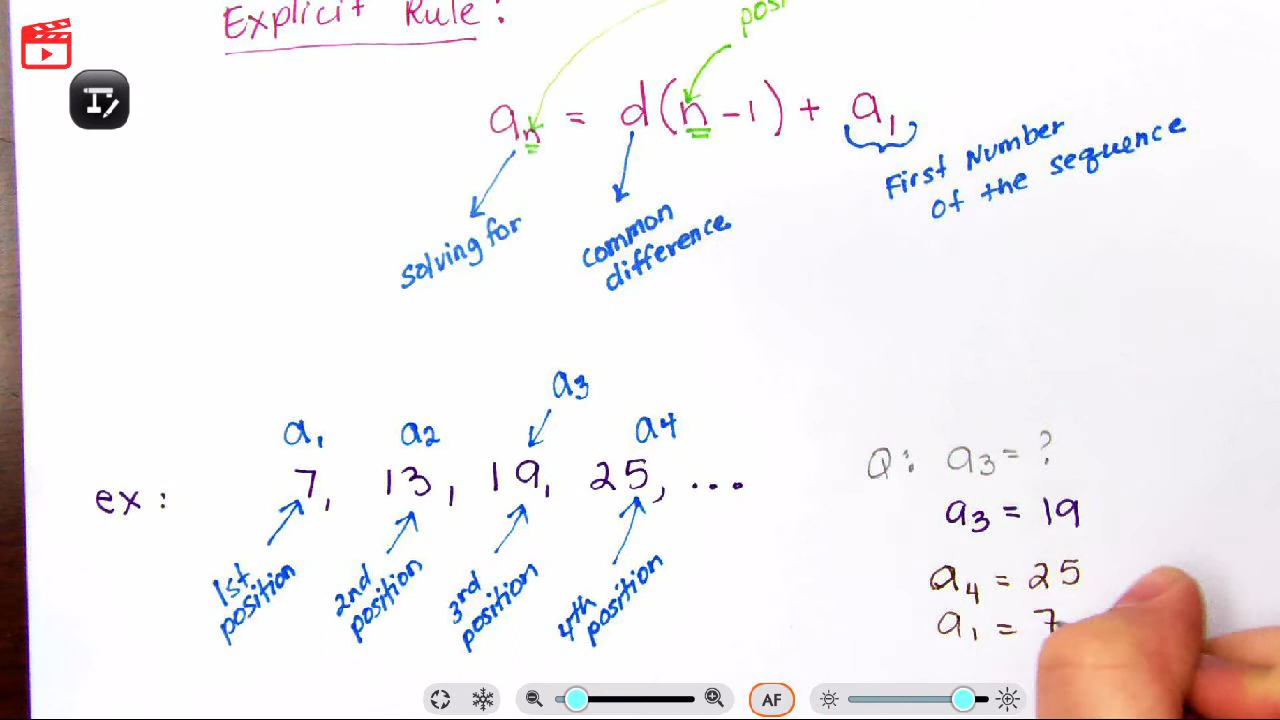 Explicit Rule:
posi
aₙ = d(n-1) + a₁
solving for
common difference
First Number
of the sequence
a₁ a₂ a₃ a₄
ex: 7, 13, 19, 25, ...
1st position
2nd position
3rd position
4th position
Q: a₃ = ?
a₃ = 19
a₄ = 25
a₁ = 7
AF